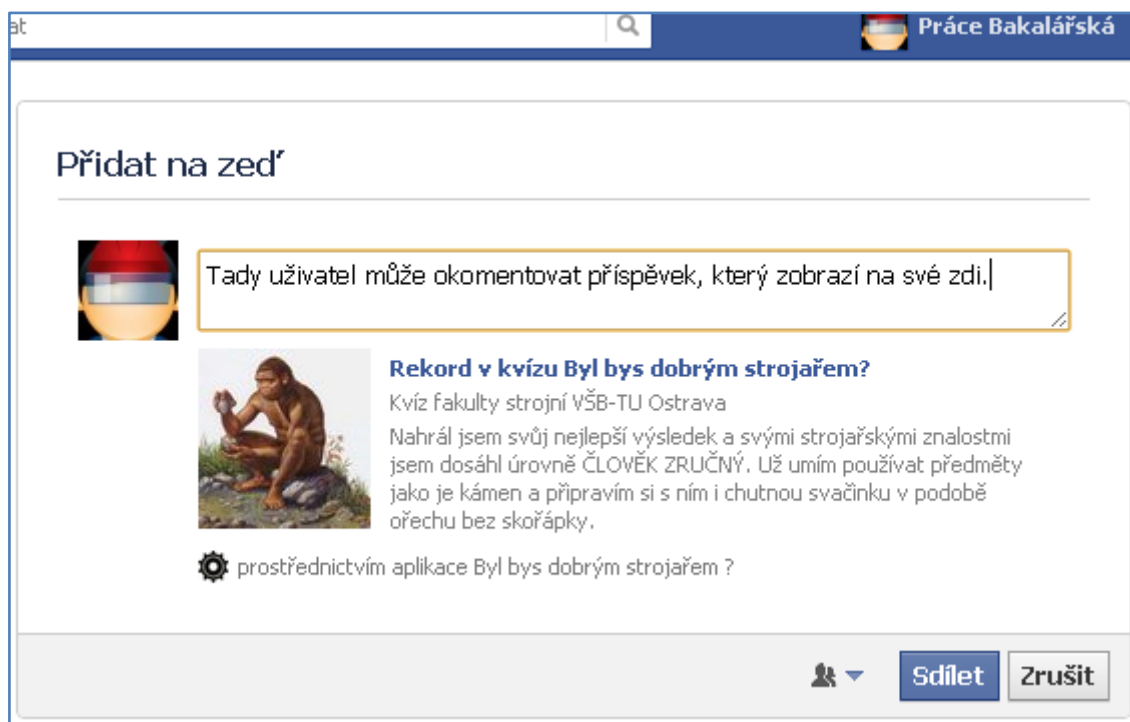 at
Práce Bakalářská
Přidat na zeď
Tady uživatel může okomentovat příspěvek, který zobrazí na své zdi.
Rekord v kvízu Byl bys dobrým strojařem?
Kvíz fakulty strojní VŠB-TU Ostrava
Nahrál jsem svůj nejlepší výsledek a svými strojařskými znalostmi
jsem dosáhl úrovně ČLOVĚK ZRUČNÝ. Už umím používat předměty
jako je kámen a připravím si s ním i chutnou svačinku v podobě
ořechu bez skořápky.
prostřednictvím aplikace Byl bys dobrým strojařem ?
Sdílet Zrušit